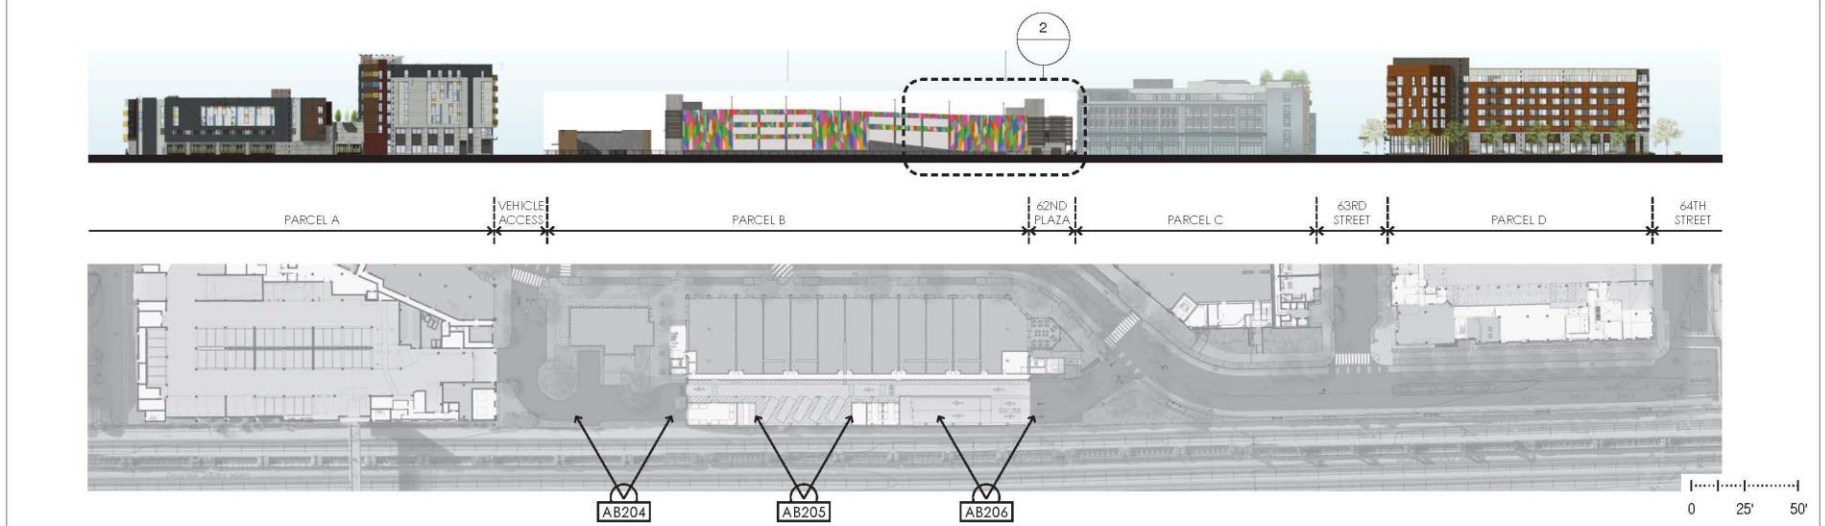 2
PARCEL A
VEHICLE
ACCESS
PARCEL B
62ND
PLAZA
PARCEL C
63RD
STREET
PARCEL D
64TH
STREET
AB204
AB205
AB206
0 25' 50'